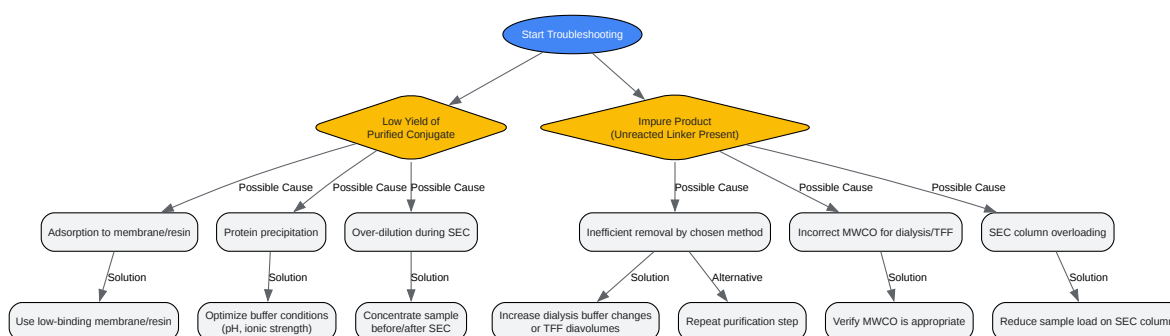 Start Troubleshooting
Low Yield of
Purified Conjugate
Impure Product
(Unreacted Linker Present)
Possible Cause
Possible Cause
Possible Cause
Possible Cause
Possible Cause
Possible Cause
Adsorption to membrane/resin
Protein precipitation
Over-dilution during SEC
Inefficient removal by chosen method
Incorrect MWCO for dialysis/TFF
SEC column overloading
Solution
Solution
Solution
Solution
Alternative
Solution
Solution
Use low-binding membrane/resin
Optimize buffer conditions
(pH, ionic strength)
Concentrate sample
before/after SEC
Increase dialysis buffer changes
or TFF diavolumes
Repeat purification step
Verify MWCO is appropriate
Reduce sample load on SEC column